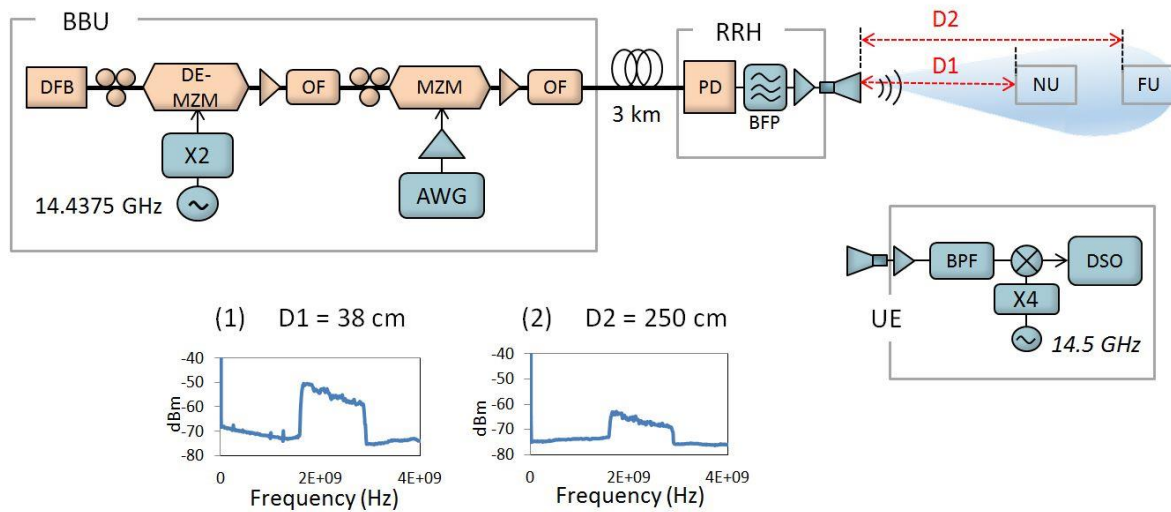 BBU
DFB
DE-
MZM
OF
MZM
OF
X2
14.4375 GHz
AWG
3 km
RRH
PD
BFP
D2
D1
NU
FU
UE
BPF
DSO
X4
14.5 GHz
(1) D1 = 38 cm
-40
-50
-60
-70
-80
dBm
0
2E+09
4E+09
Frequency (Hz)
(2) D2 = 250 cm
-40
-50
-60
-70
-80
dBm
0
2E+09
4E+09
Frequency (Hz)